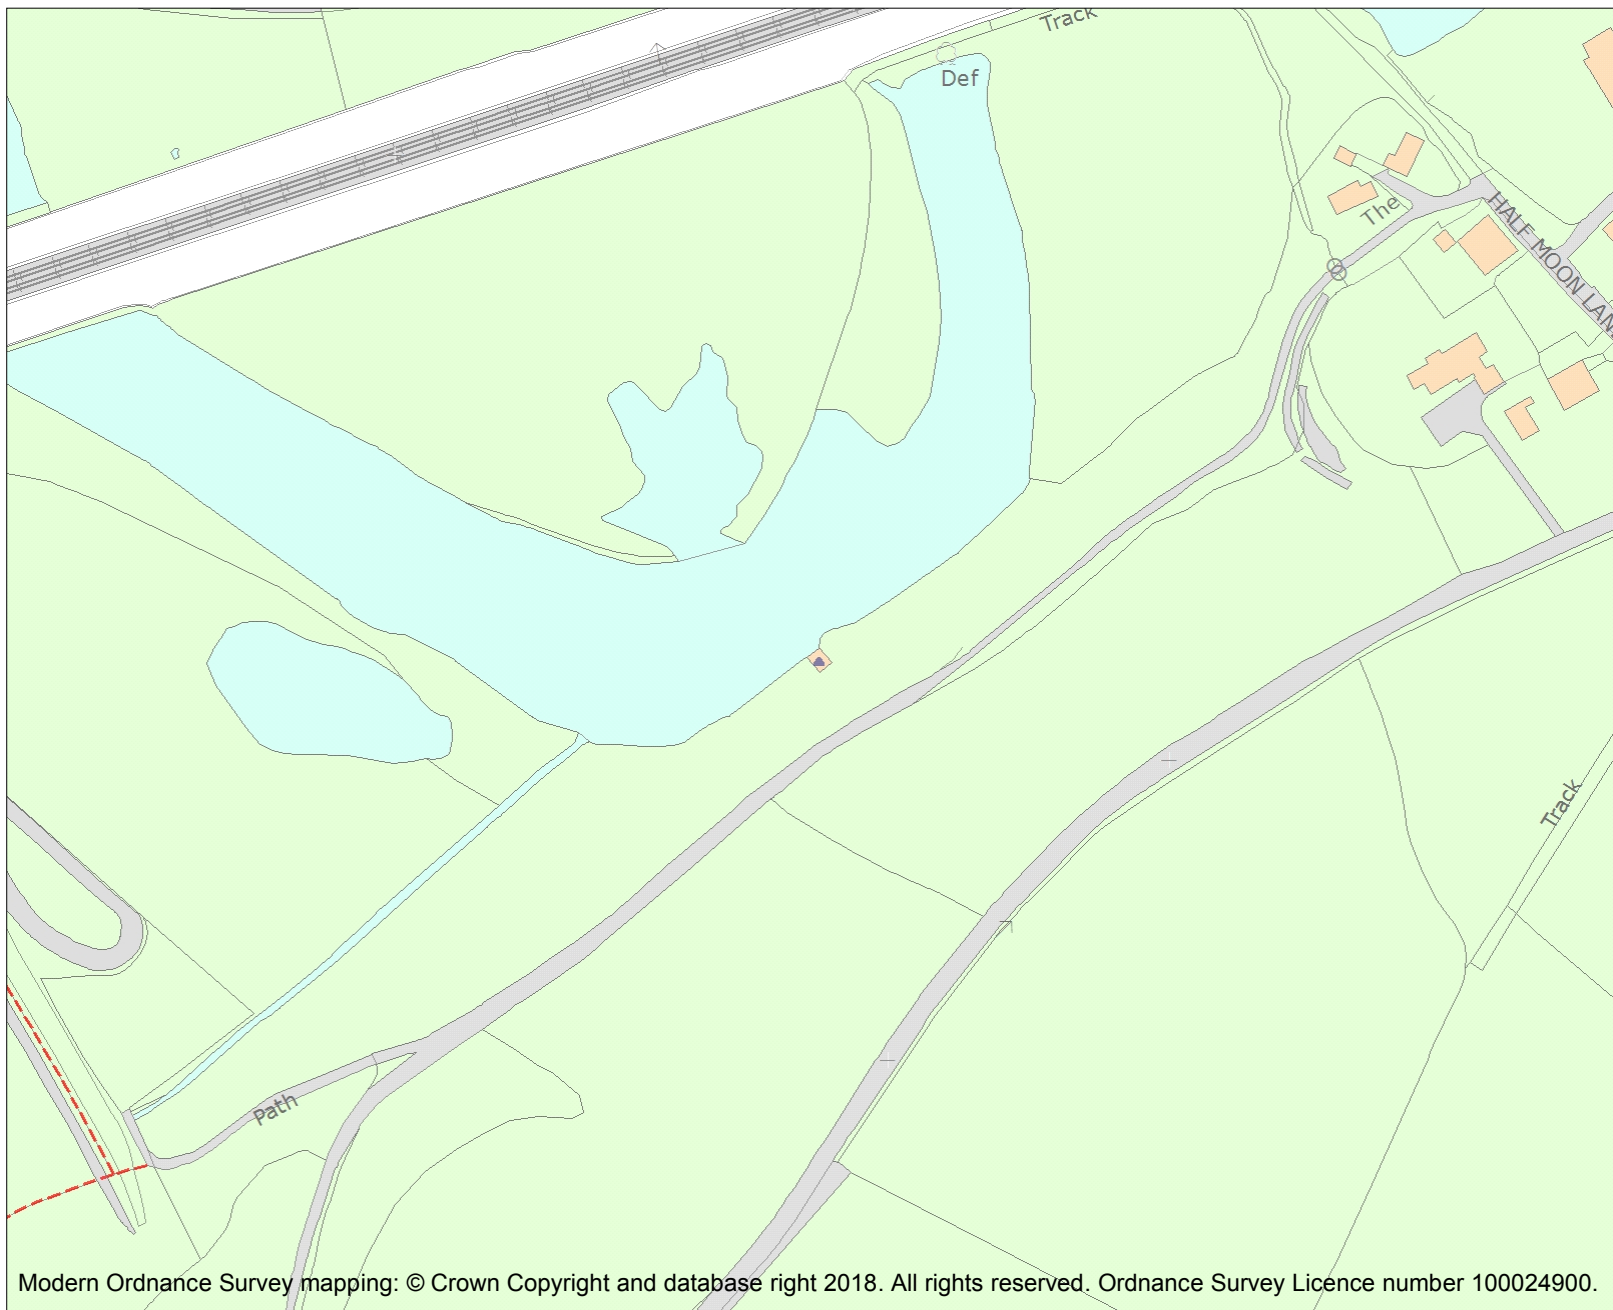 Track
Def
The
HALF MOON LAN
Track
Path
Modern Ordnance Survey mapping: © Crown Copyright and database right 2018. All rights reserved. Ordnance Survey Licence number 100024900.